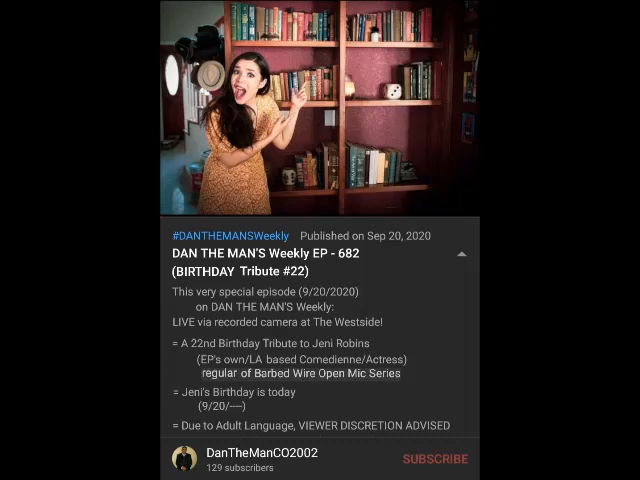 #DANTHEMANSWeekly Published on Sep 20, 2020
DAN THE MAN'S Weekly EP - 682
(BIRTHDAY Tribute #22)
This very special episode (9/20/2020)
on DAN THE MAN'S Weekly:
LIVE via recorded camera at The Westside!
= A 22nd Birthday Tribute to Jeni Robins
(EP's own/LA based Comedienne/Actress)
regular of Barbed Wire Open Mic Series
= Jeni's Birthday is today
(9/20/----)
= Due to Adult Language, VIEWER DISCRETION ADVISED
DanTheManCO2002
129 subscribers
SUBSCRIBE